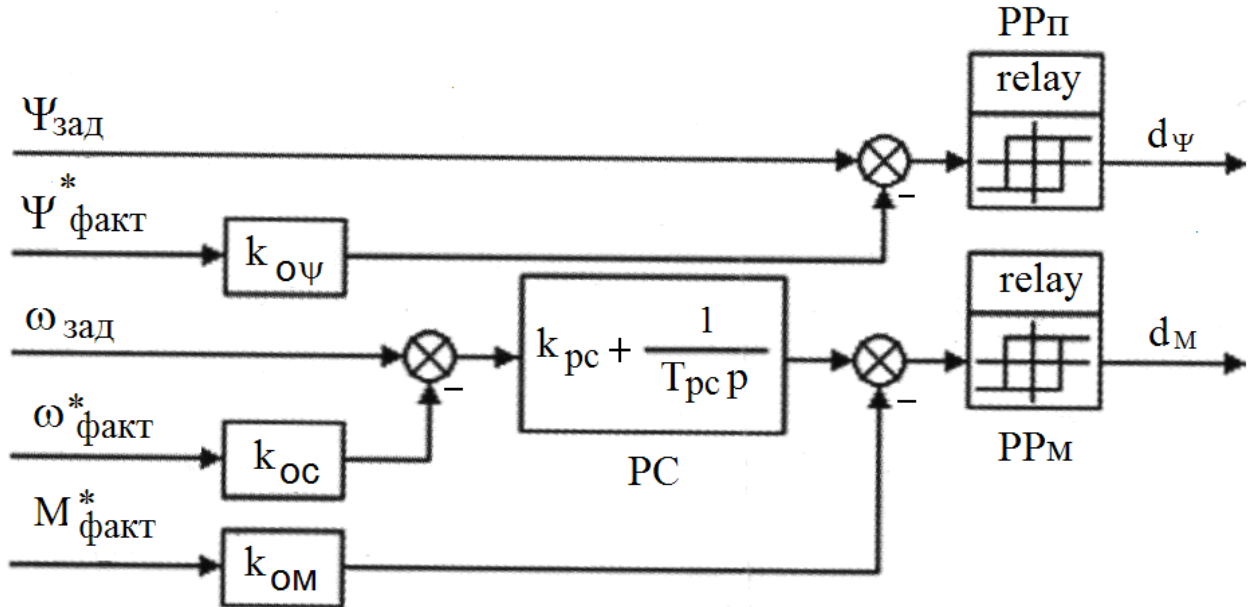 РРп
relay
Ψзад
dΨ
Ψ*факт
kоψ
relay
ωзад
kрс + 1/(Tрс p)
dм
ω*факт
kос
РС
РРм
M*факт
kом